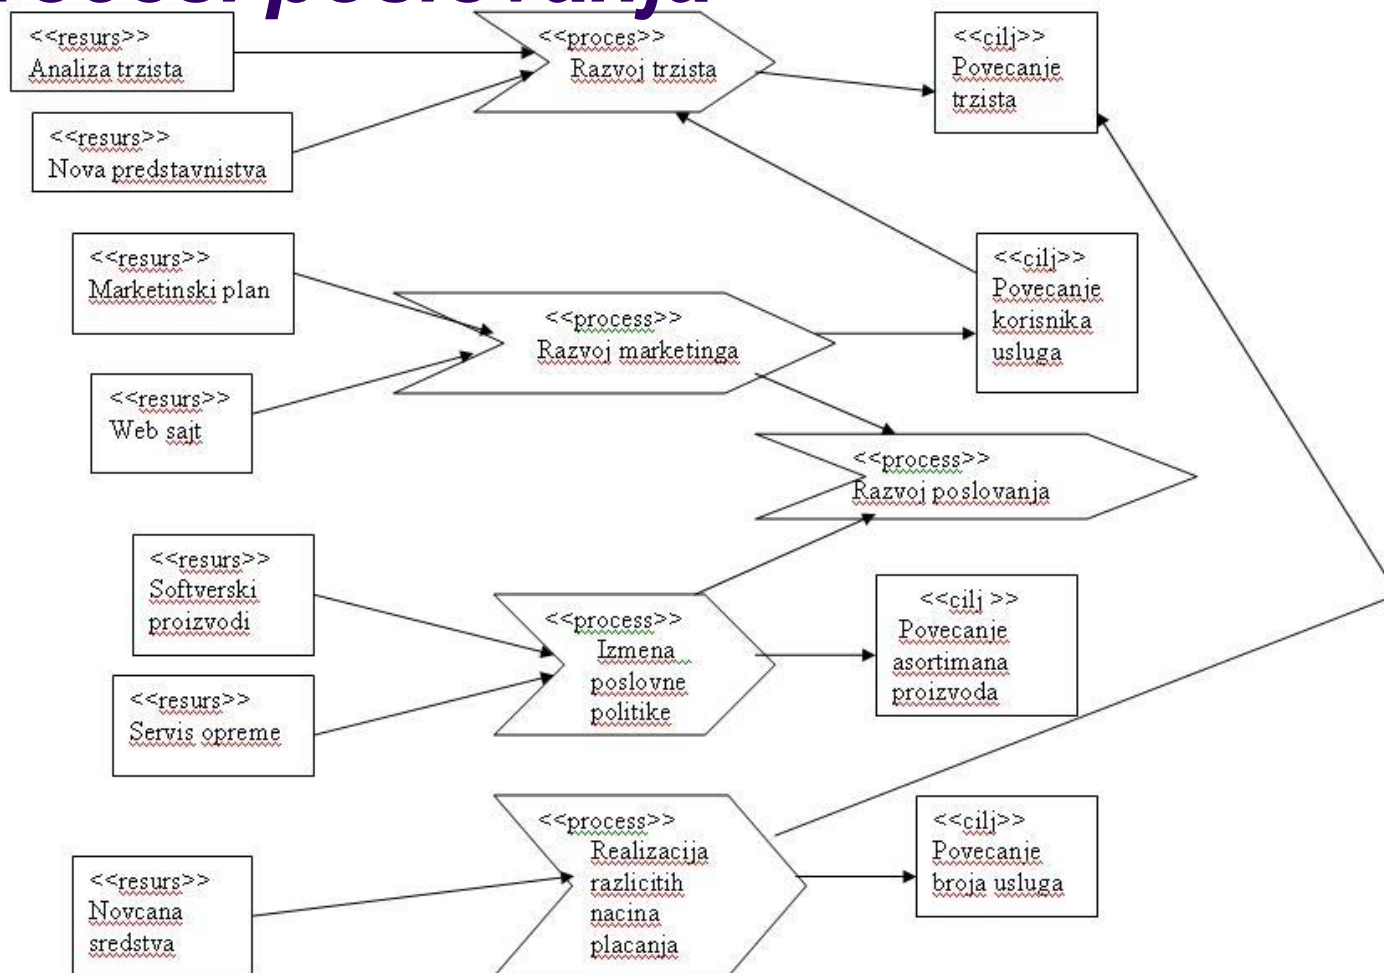 poslovanja
<<resurs>>
Analiza trzista
<<proces>>
Razvoj trzista
<<cilj>>
Povecanje
trzista
<<resurs>>
Nova predstavnistva
<<resurs>>
Marketinski plan
<<process>>
Razvoj marketinga
<<cilj>>
Povecanje
korisnika
usluga
<<resurs>>
Web sajt
<<process>>
Razvoj poslovanja
<<resurs>>
Softverski
proizvodi
<<process>>
Izmena
poslovne
politike
<<cilj >>
Povecanje
asortimana
proizvoda
<<resurs>>
Servis opreme
<<process>>
Realizacija
razlicitih
nacina
placanja
<<cilj>>
Povecanje
broja usluga
<<resurs>>
Novcana
sredstva